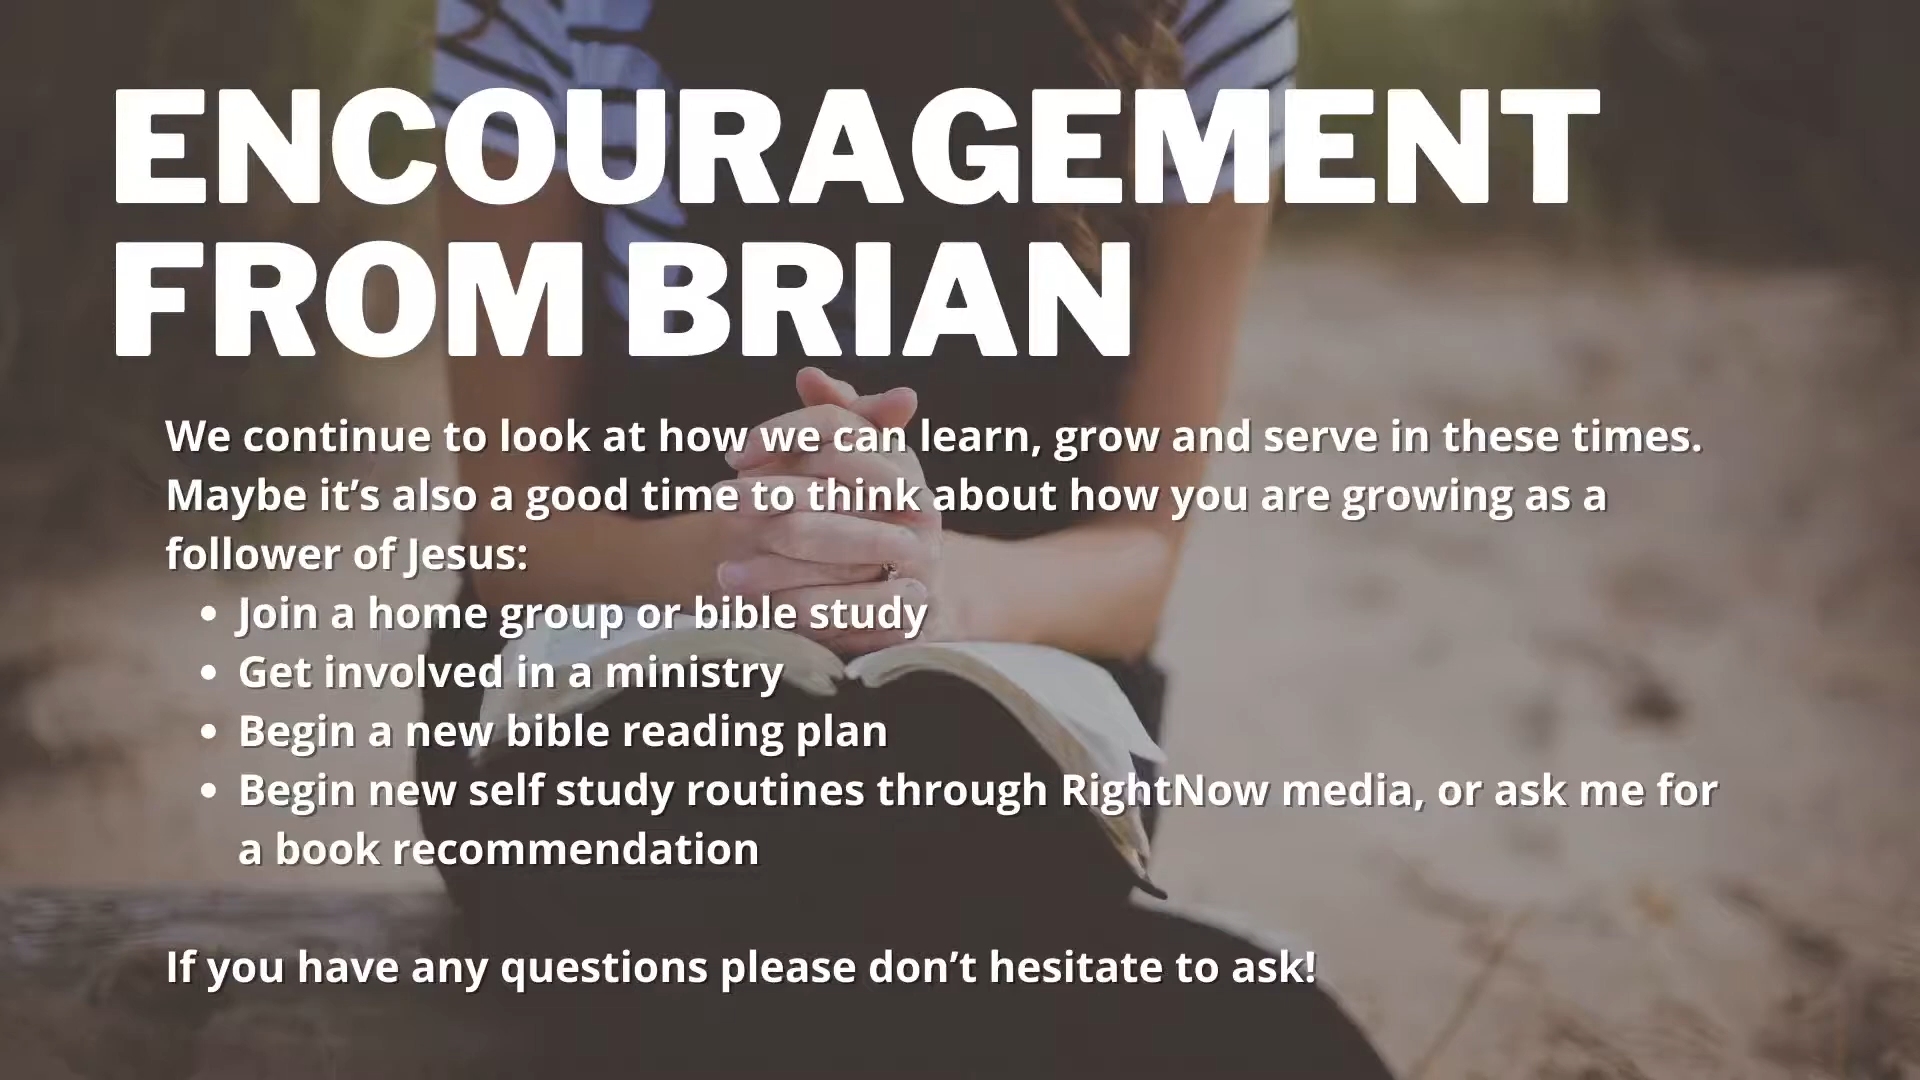 ENCOURAGEMENT
FROM BRIAN
We continue to look at how we can learn, grow and serve in these times.
Maybe it’s also a good time to think about how you are growing as a
follower of Jesus:
• Join a home group or bible study
• Get involved in a ministry
• Begin a new bible reading plan
• Begin new self study routines through RightNow media, or ask me for
a book recommendation
If you have any questions please don’t hesitate to ask!